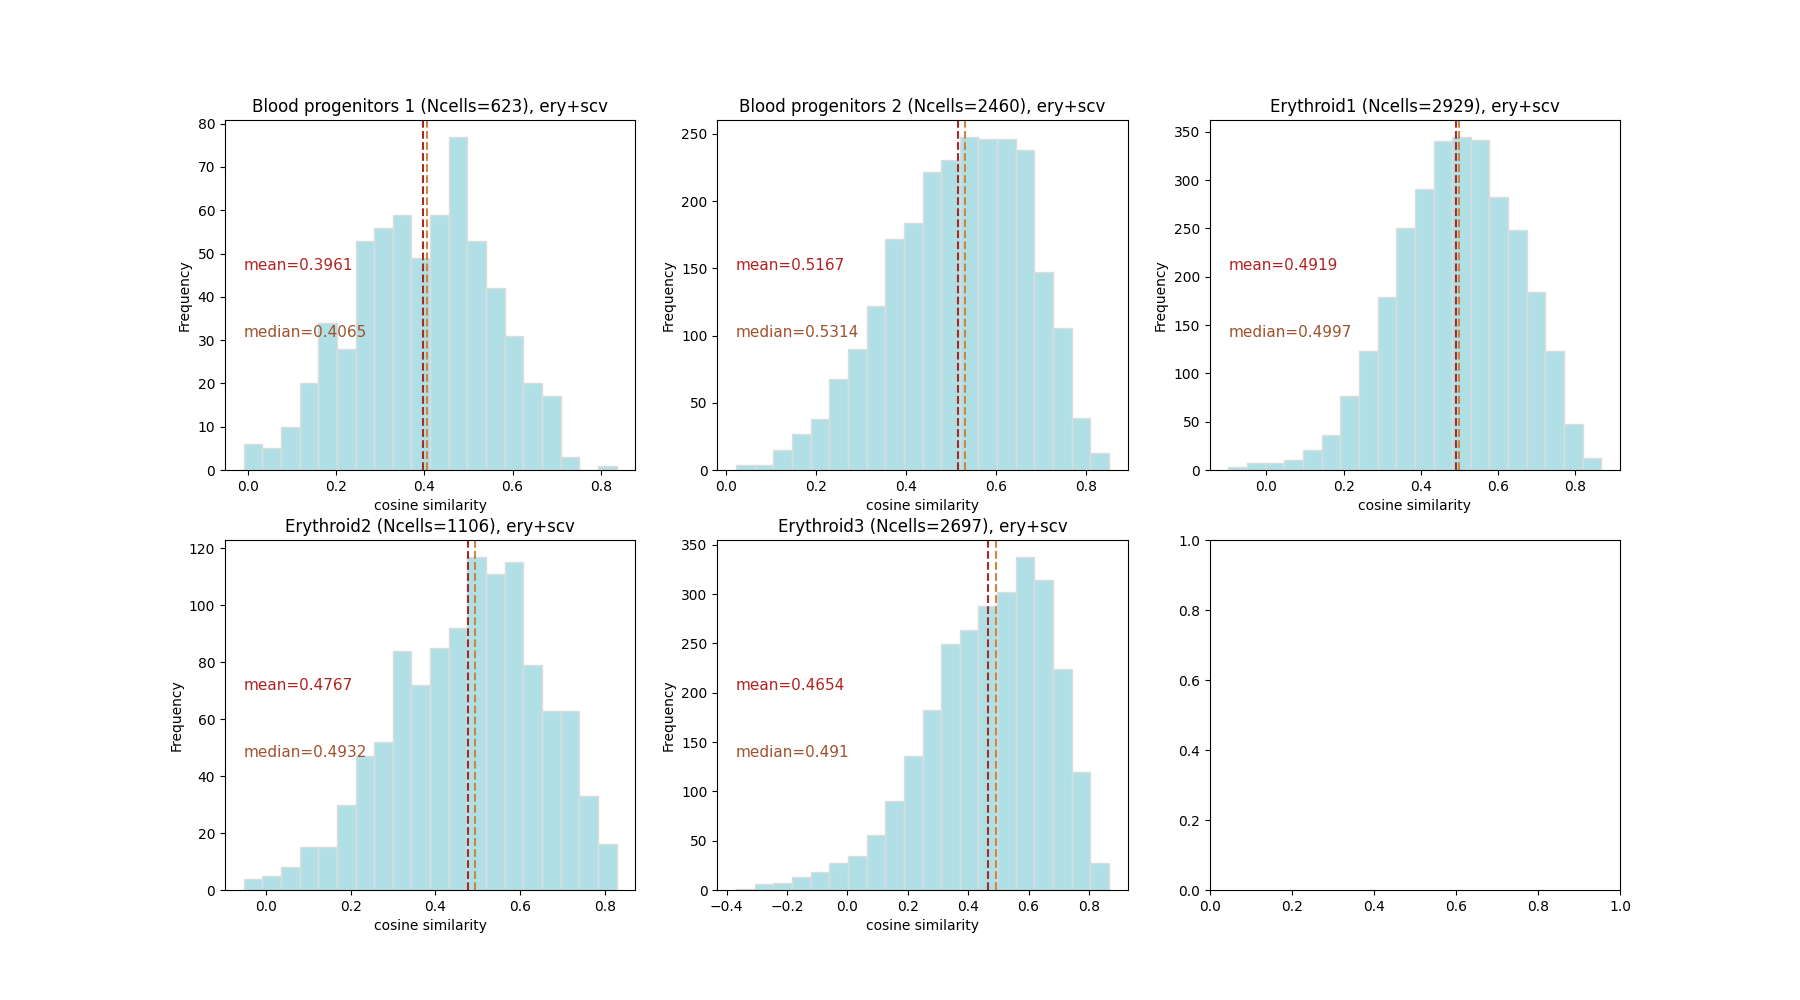 Blood progenitors 1 (Ncells=623), ery+scv
80
70
60
50
40
30
20
10
0
Frequency
mean=0.3961
median=0.4065
0.0 0.2 0.4 0.6 0.8
cosine similarity
Blood progenitors 2 (Ncells=2460), ery+scv
250
200
150
100
50
0
Frequency
mean=0.5167
median=0.5314
0.0 0.2 0.4 0.6 0.8
cosine similarity
Erythroid1 (Ncells=2929), ery+scv
350
300
250
200
150
100
50
0
Frequency
mean=0.4919
median=0.4997
0.0 0.2 0.4 0.6 0.8
cosine similarity
Erythroid2 (Ncells=1106), ery+scv
120
100
80
60
40
20
0
Frequency
mean=0.4767
median=0.4932
0.0 0.2 0.4 0.6 0.8
cosine similarity
Erythroid3 (Ncells=2697), ery+scv
350
300
250
200
150
100
50
0
Frequency
mean=0.4654
median=0.491
−0.4 −0.2 0.0 0.2 0.4 0.6 0.8
cosine similarity
1.0
0.8
0.6
0.4
0.2
0.0
0.0 0.2 0.4 0.6 0.8 1.0